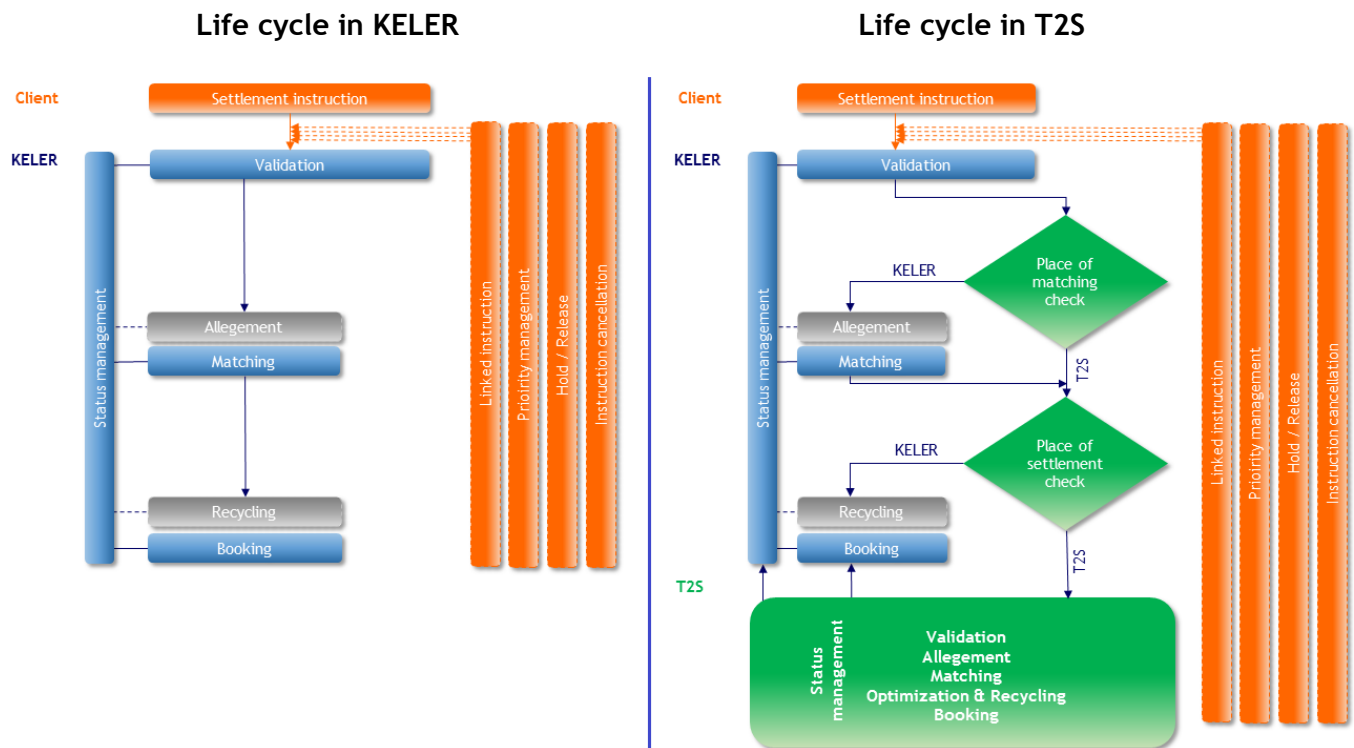 Life cycle in KELER
Client
Settlement instruction
KELER
Validation
Status management
Allegement
Matching
Recycling
Booking
Linked instruction
Prioirity management
Hold / Release
Instruction cancellation
Life cycle in T2S
Client
Settlement instruction
KELER
Validation
Place of
matching
check
KELER
Status management
Allegement
Matching
T2S
Place of
settlement
check
KELER
Recycling
Booking
T2S
T2S
Status
management
Validation
Allegement
Matching
Optimization & Recycling
Booking
Linked instruction
Prioirity management
Hold / Release
Instruction cancellation